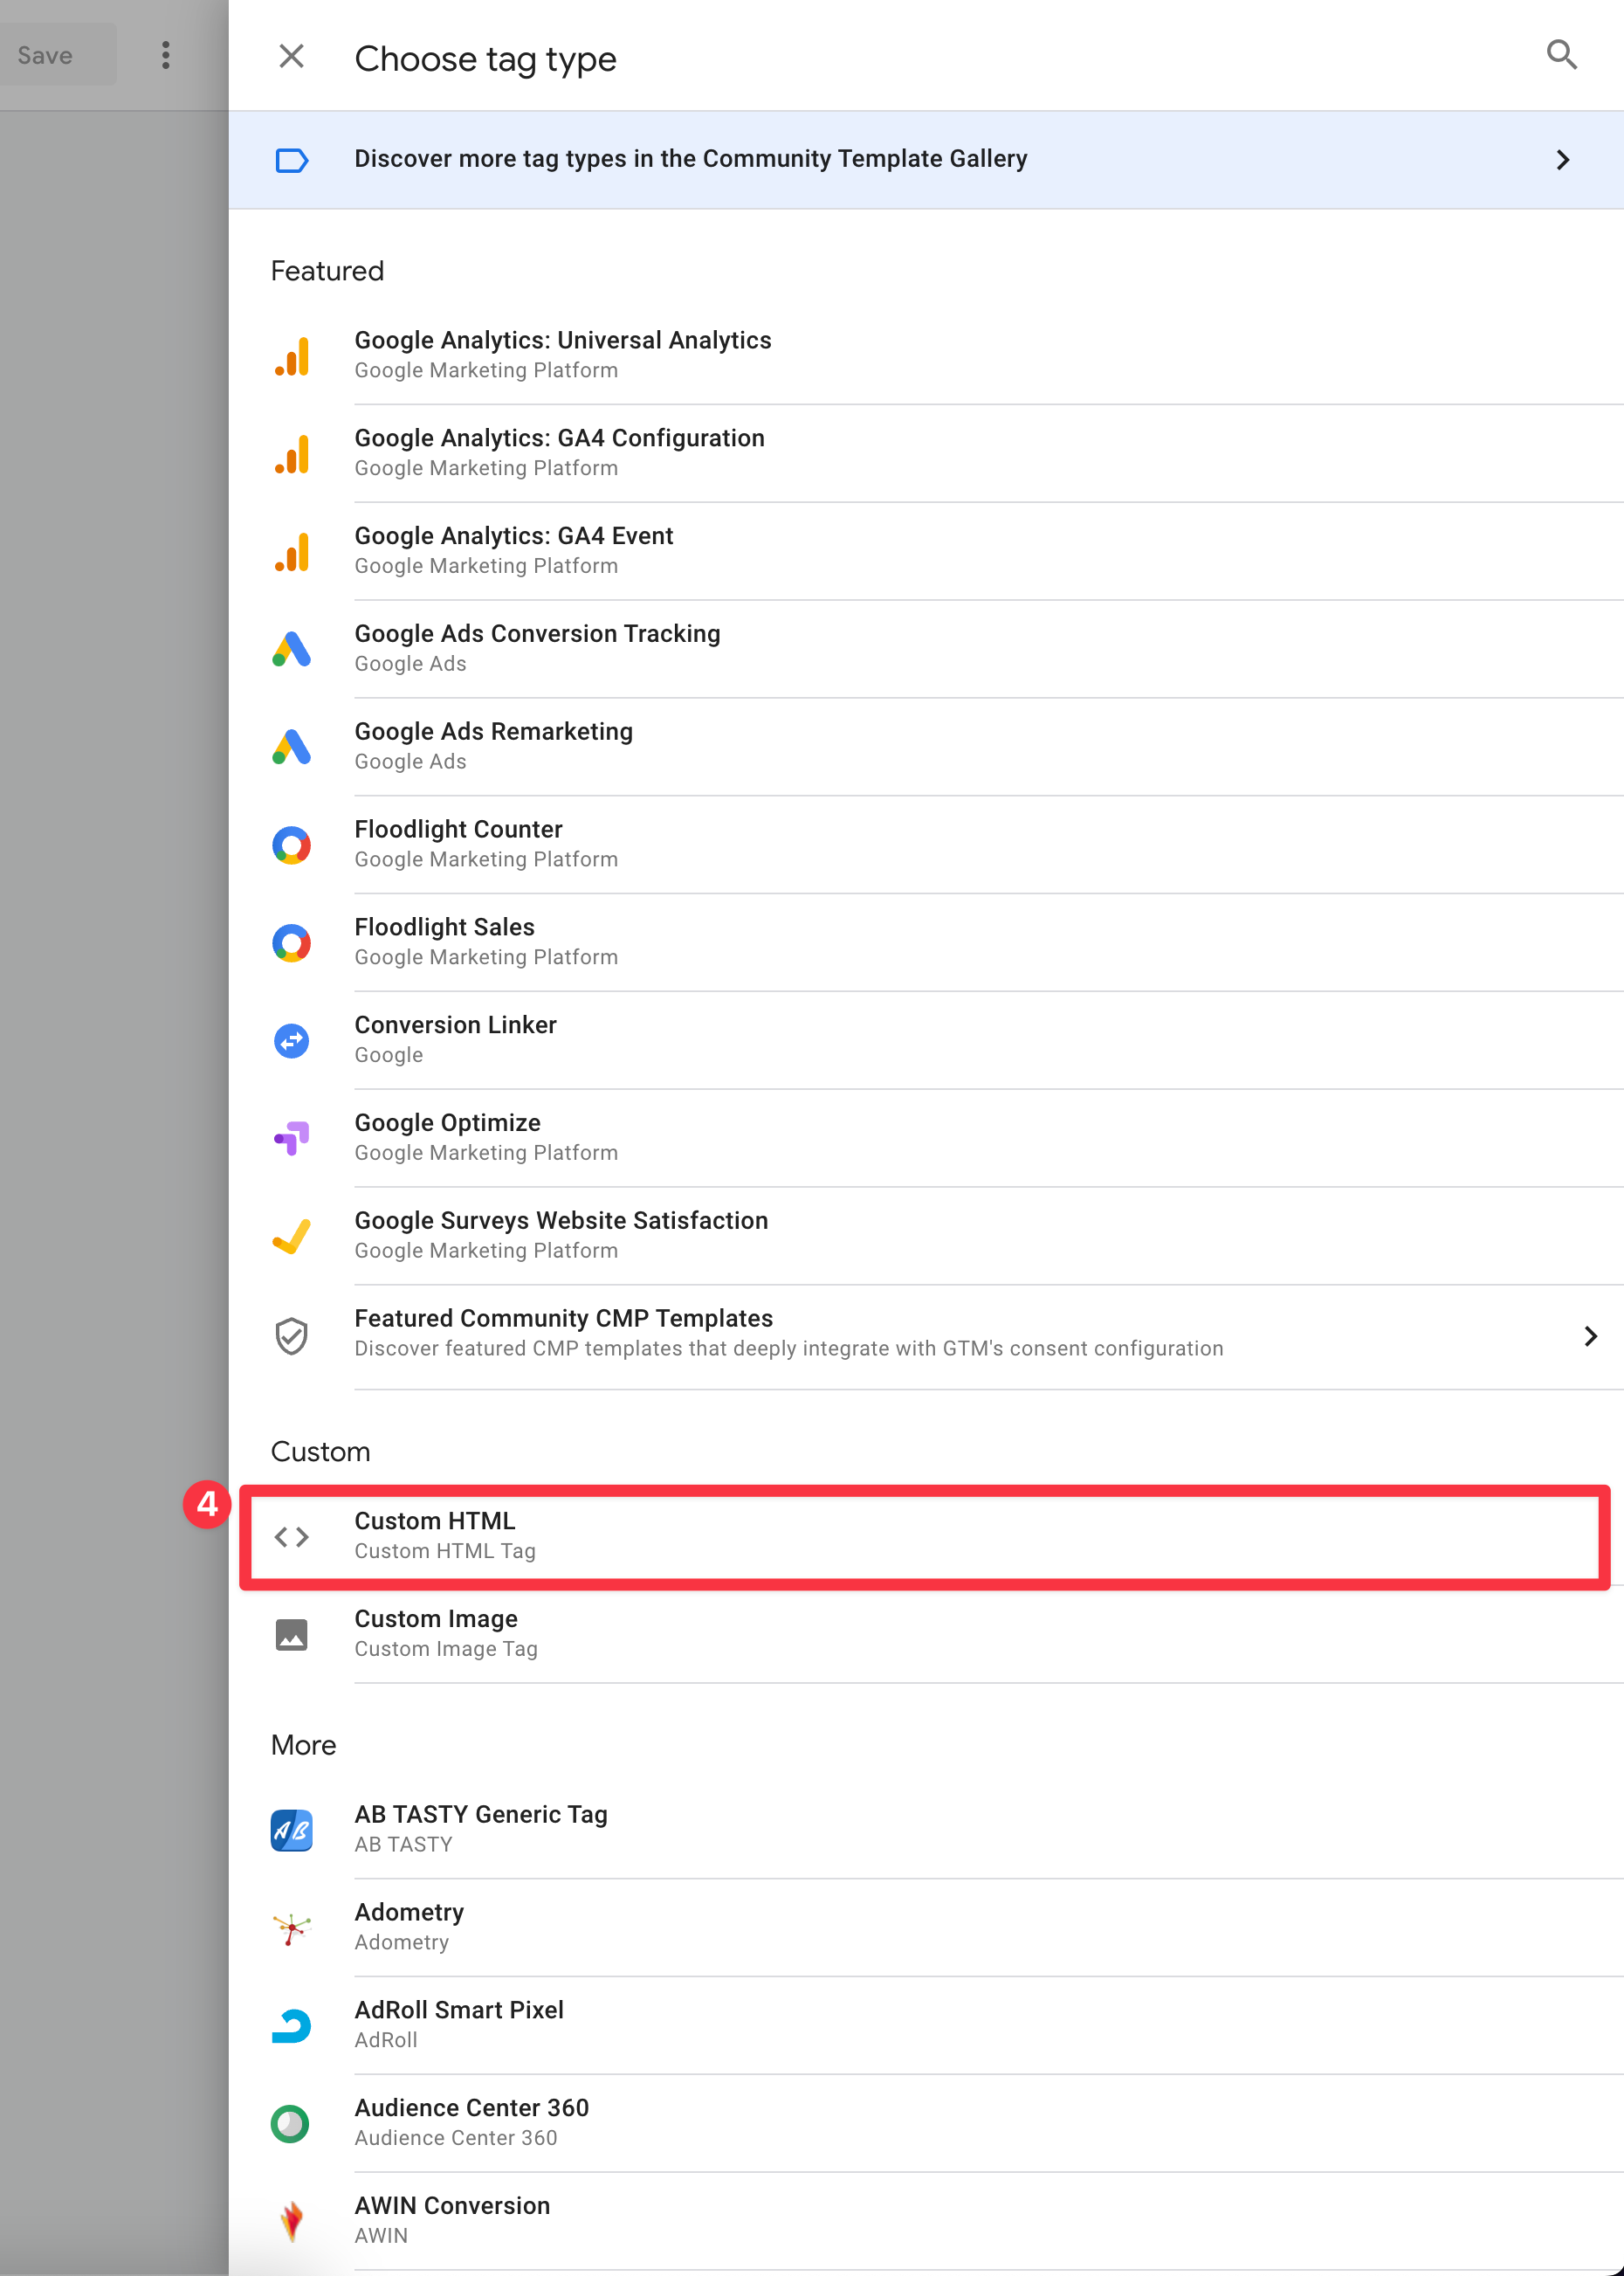 Save
Choose tag type
Discover more tag types in the Community Template Gallery
Featured
Google Analytics: Universal Analytics
Google Marketing Platform
Google Analytics: GA4 Configuration
Google Marketing Platform
Google Analytics: GA4 Event
Google Marketing Platform
Google Ads Conversion Tracking
Google Ads
Google Ads Remarketing
Google Ads
Floodlight Counter
Google Marketing Platform
Floodlight Sales
Google Marketing Platform
Conversion Linker
Google
Google Optimize
Google Marketing Platform
Google Surveys Website Satisfaction
Google Marketing Platform
Featured Community CMP Templates
Discover featured CMP templates that deeply integrate with GTM's consent configuration
Custom
4
Custom HTML
Custom HTML Tag
Custom Image
Custom Image Tag
More
AB
AB TASTY Generic Tag
AB TASTY
Adometry
Adometry
AdRoll Smart Pixel
AdRoll
Audience Center 360
Audience Center 360
AWIN Conversion
AWIN